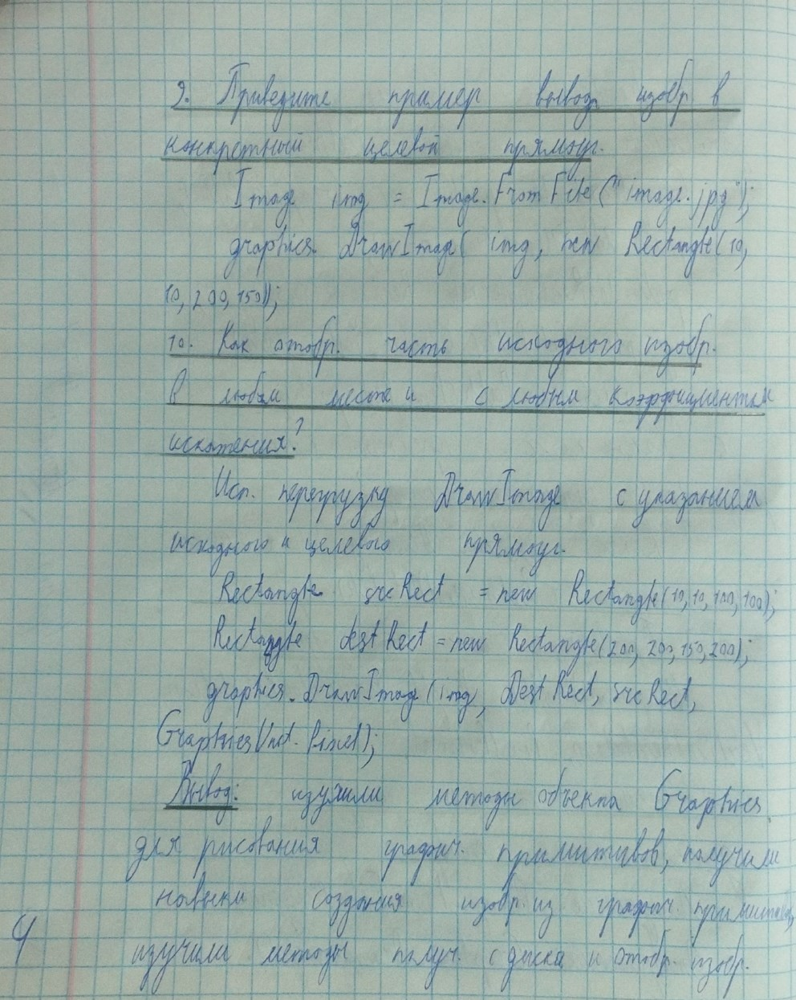 9. Приведите пример вывод. изобр. в
конкретный целевой прямоуг.
Image img = Image.FromFile("image.jpg");
graphics. DrawImage( img, new Rectangle(10,
10, 200, 150));
10. Как отобр. часть исходного изобр.
в любом месте и с любым коэффициентом
искажения?
Исп. перегрузку DrawImage с указанием
исходного и целевого прямоуг.
Rectangle srcRect = new Rectangle(10, 10, 100, 100);
Rectangle destRect = new Rectangle(200, 200, 150, 200);
graphics. DrawImage (img, DestRect, srcRect,
GraphicsUnit. Pixel);
Вывод: изучили методы объекта Graphics
для рисования графич. примитивов, получили
навыки создания изобр. из графич. примитивов,
изучили методы получ. с диска и отобр. изобр.
4